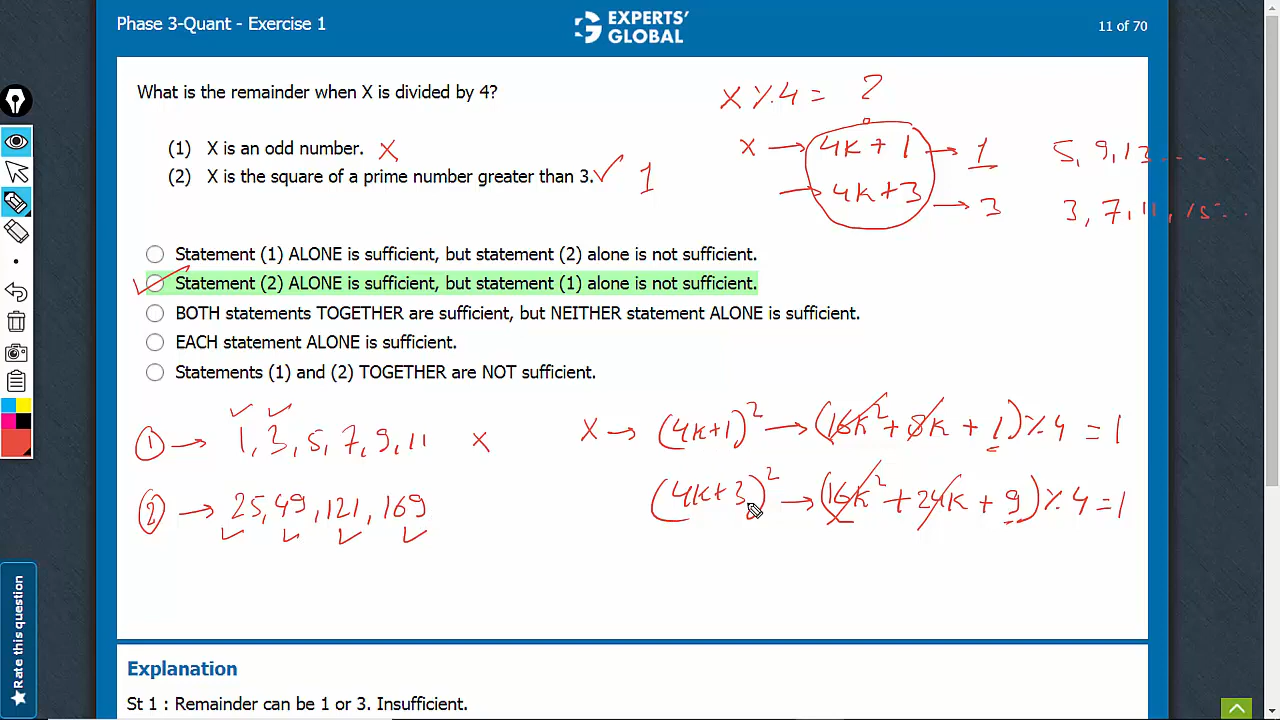 Phase 3-Quant - Exercise 1
EXPERTS' GLOBAL
11 of 70
What is the remainder when X is divided by 4?
X % 4 = ?
(1) X is an odd number. X
(2) X is the square of a prime number greater than 3. ✓ 1
X → 4k + 1 → 1 5, 9, 13 ....
→ 4k+3 → 3 3, 7, 11, 15 ...
Statement (1) ALONE is sufficient, but statement (2) alone is not sufficient.
Statement (2) ALONE is sufficient, but statement (1) alone is not sufficient.
BOTH statements TOGETHER are sufficient, but NEITHER statement ALONE is sufficient.
EACH statement ALONE is sufficient.
Statements (1) and (2) TOGETHER are NOT sufficient.
① → 1, 3, 5, 7, 9, 11 X
X → (4k+1)² → (16k² + 8k + 1) % 4 = 1
② → 25, 49, 121, 169
(4k+3)² → (16k² + 24k + 9) % 4 = 1
Rate this question
Explanation
St 1 : Remainder can be 1 or 3. Insufficient.